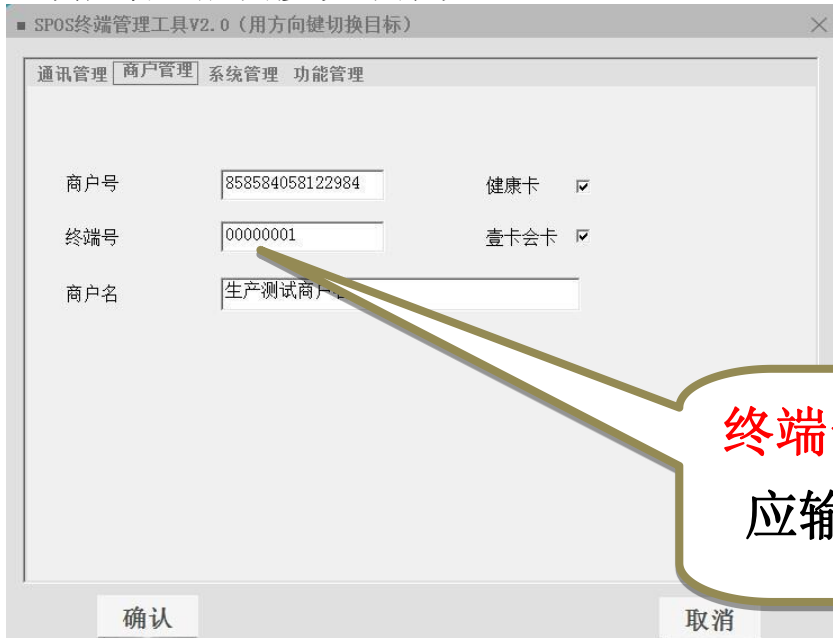 SPOS终端管理工具V2.0（用方向键切换目标）
通讯管理 商户管理 系统管理 功能管理
商户号 858584058122984 健康卡
终端号 00000001 壹卡会卡
商户名 生产测试商户
终端
应输
确认 取消